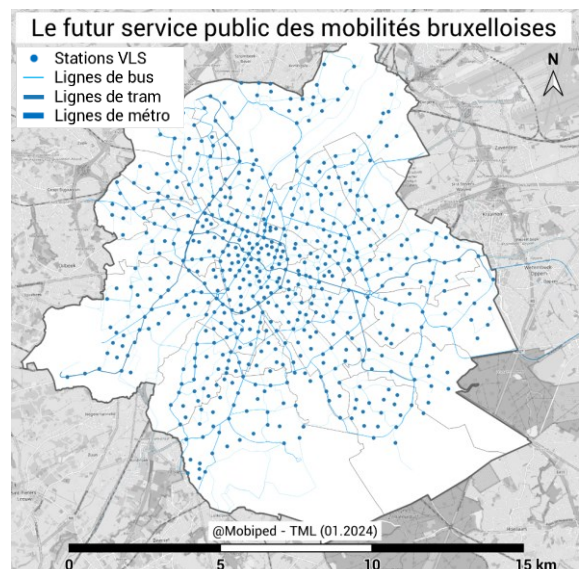 Le futur service public des mobilités bruxelloises
Stations VLS
Lignes de bus
Lignes de tram
Lignes de métro
N
@Mobiped - TML (01.2024)
0 5 10 15 km